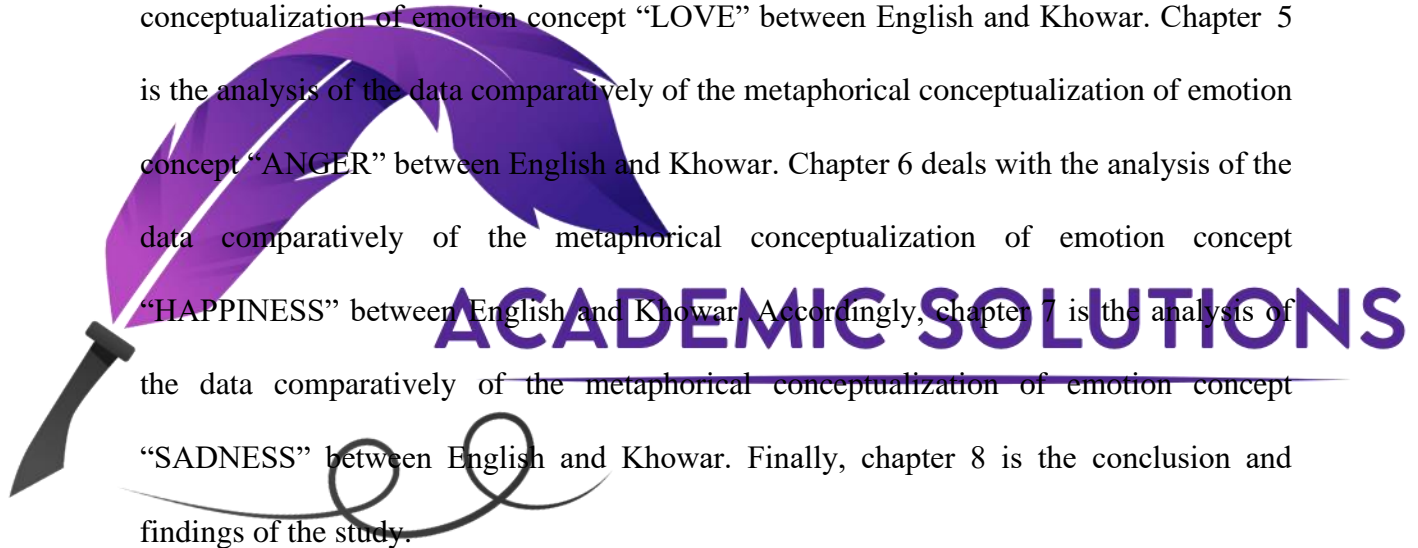 conceptualization of emotion concept “LOVE” between English and Khowar. Chapter 5
is the analysis of the data comparatively of the metaphorical conceptualization of emotion
concept “ANGER” between English and Khowar. Chapter 6 deals with the analysis of the
data comparatively of the metaphorical conceptualization of emotion concept
“HAPPINESS” between English and Khowar. Accordingly, chapter 7 is the analysis of
ACADEMIC SOLUTIONS
the data comparatively of the metaphorical conceptualization of emotion concept
“SADNESS” between English and Khowar. Finally, chapter 8 is the conclusion and
findings of the study.